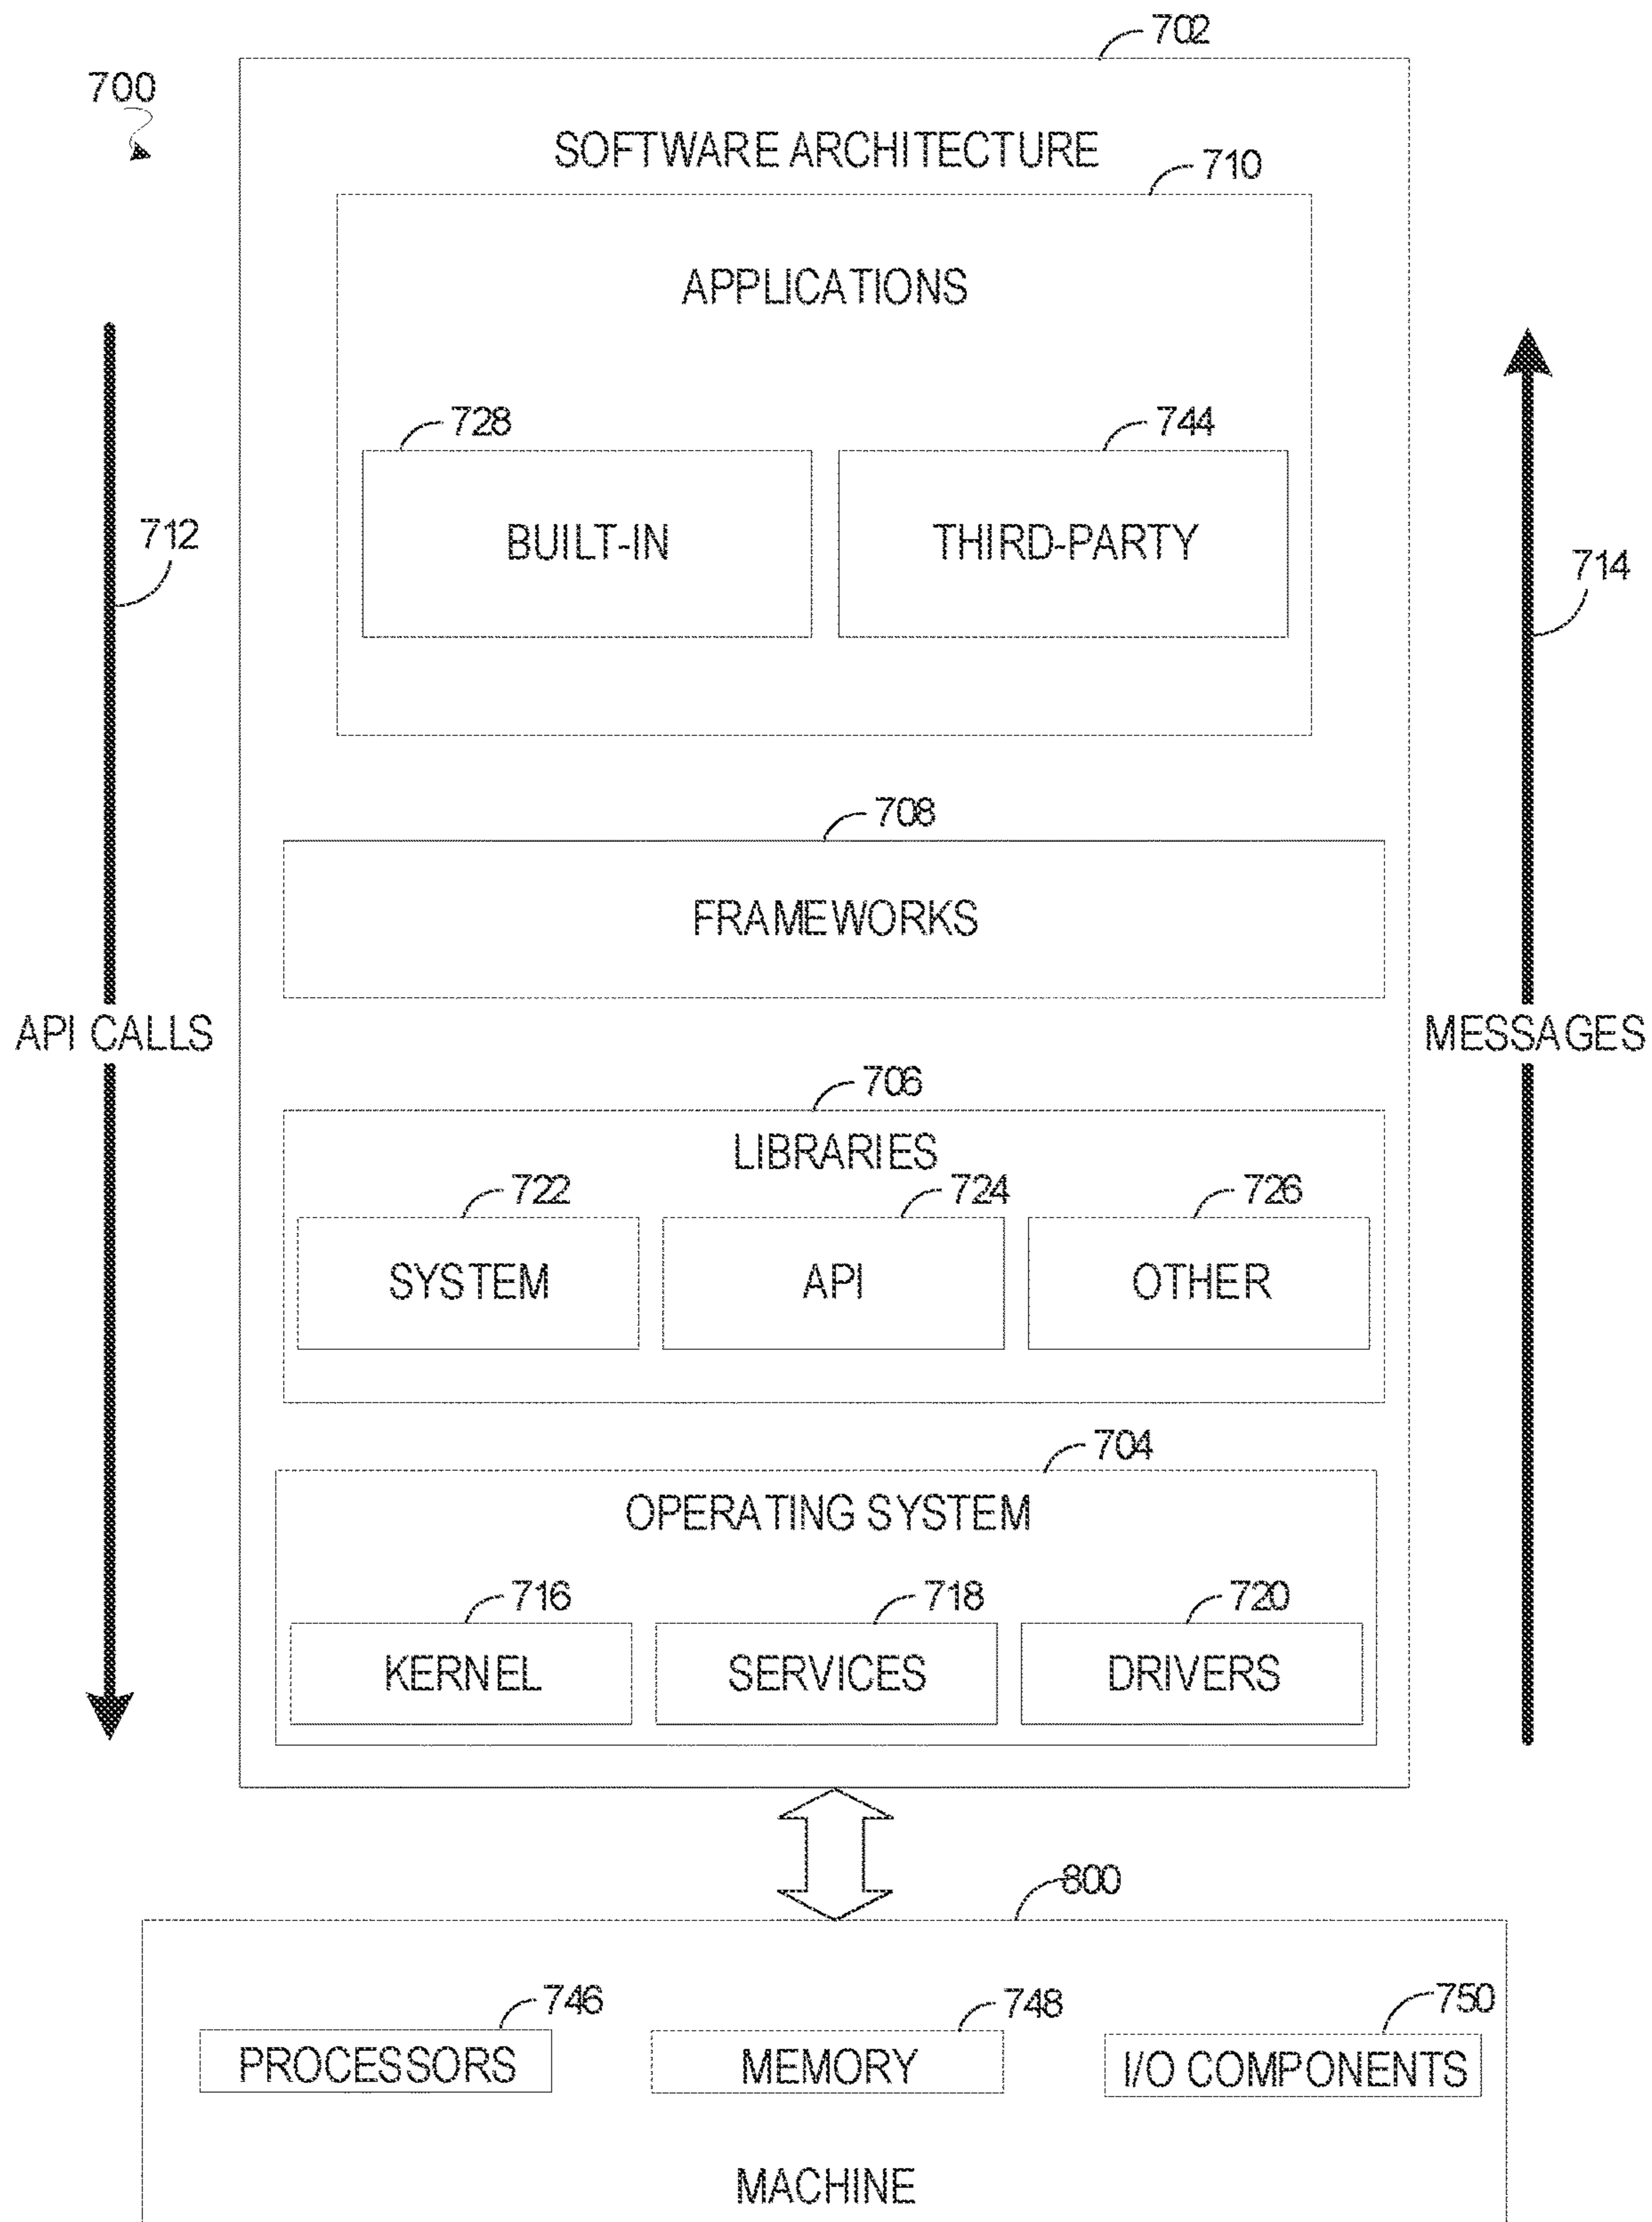 702
700
SOFTWARE ARCHITECTURE
710
APPLICATIONS
728
744
712
BUILT-IN
THIRD-PARTY
714
708
FRAMEWORKS
API CALLS
MESSAGES
706
LIBRARIES
722
724
726
SYSTEM
API
OTHER
704
OPERATING SYSTEM
716
718
720
KERNEL
SERVICES
DRIVERS
800
746
748
750
PROCESSORS
MEMORY
I/O COMPONENTS
MACHINE